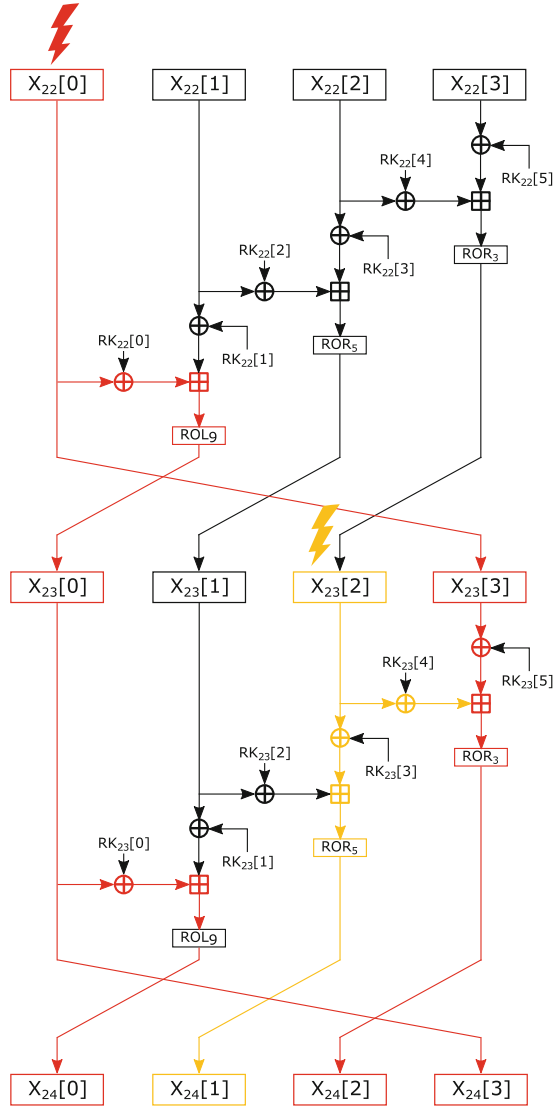 X₂₂[0] X₂₂[1] X₂₂[2] X₂₂[3]
RK₂₂[4]
RK₂₂[5]
RK₂₂[2]
RK₂₂[3]
ROR₃
RK₂₂[0]
RK₂₂[1]
ROR₅
ROL₉
X₂₃[0] X₂₃[1] X₂₃[2] X₂₃[3]
RK₂₃[4]
RK₂₃[5]
RK₂₃[2]
RK₂₃[3]
ROR₃
RK₂₃[0]
RK₂₃[1]
ROR₅
ROL₉
X₂₄[0] X₂₄[1] X₂₄[2] X₂₄[3]